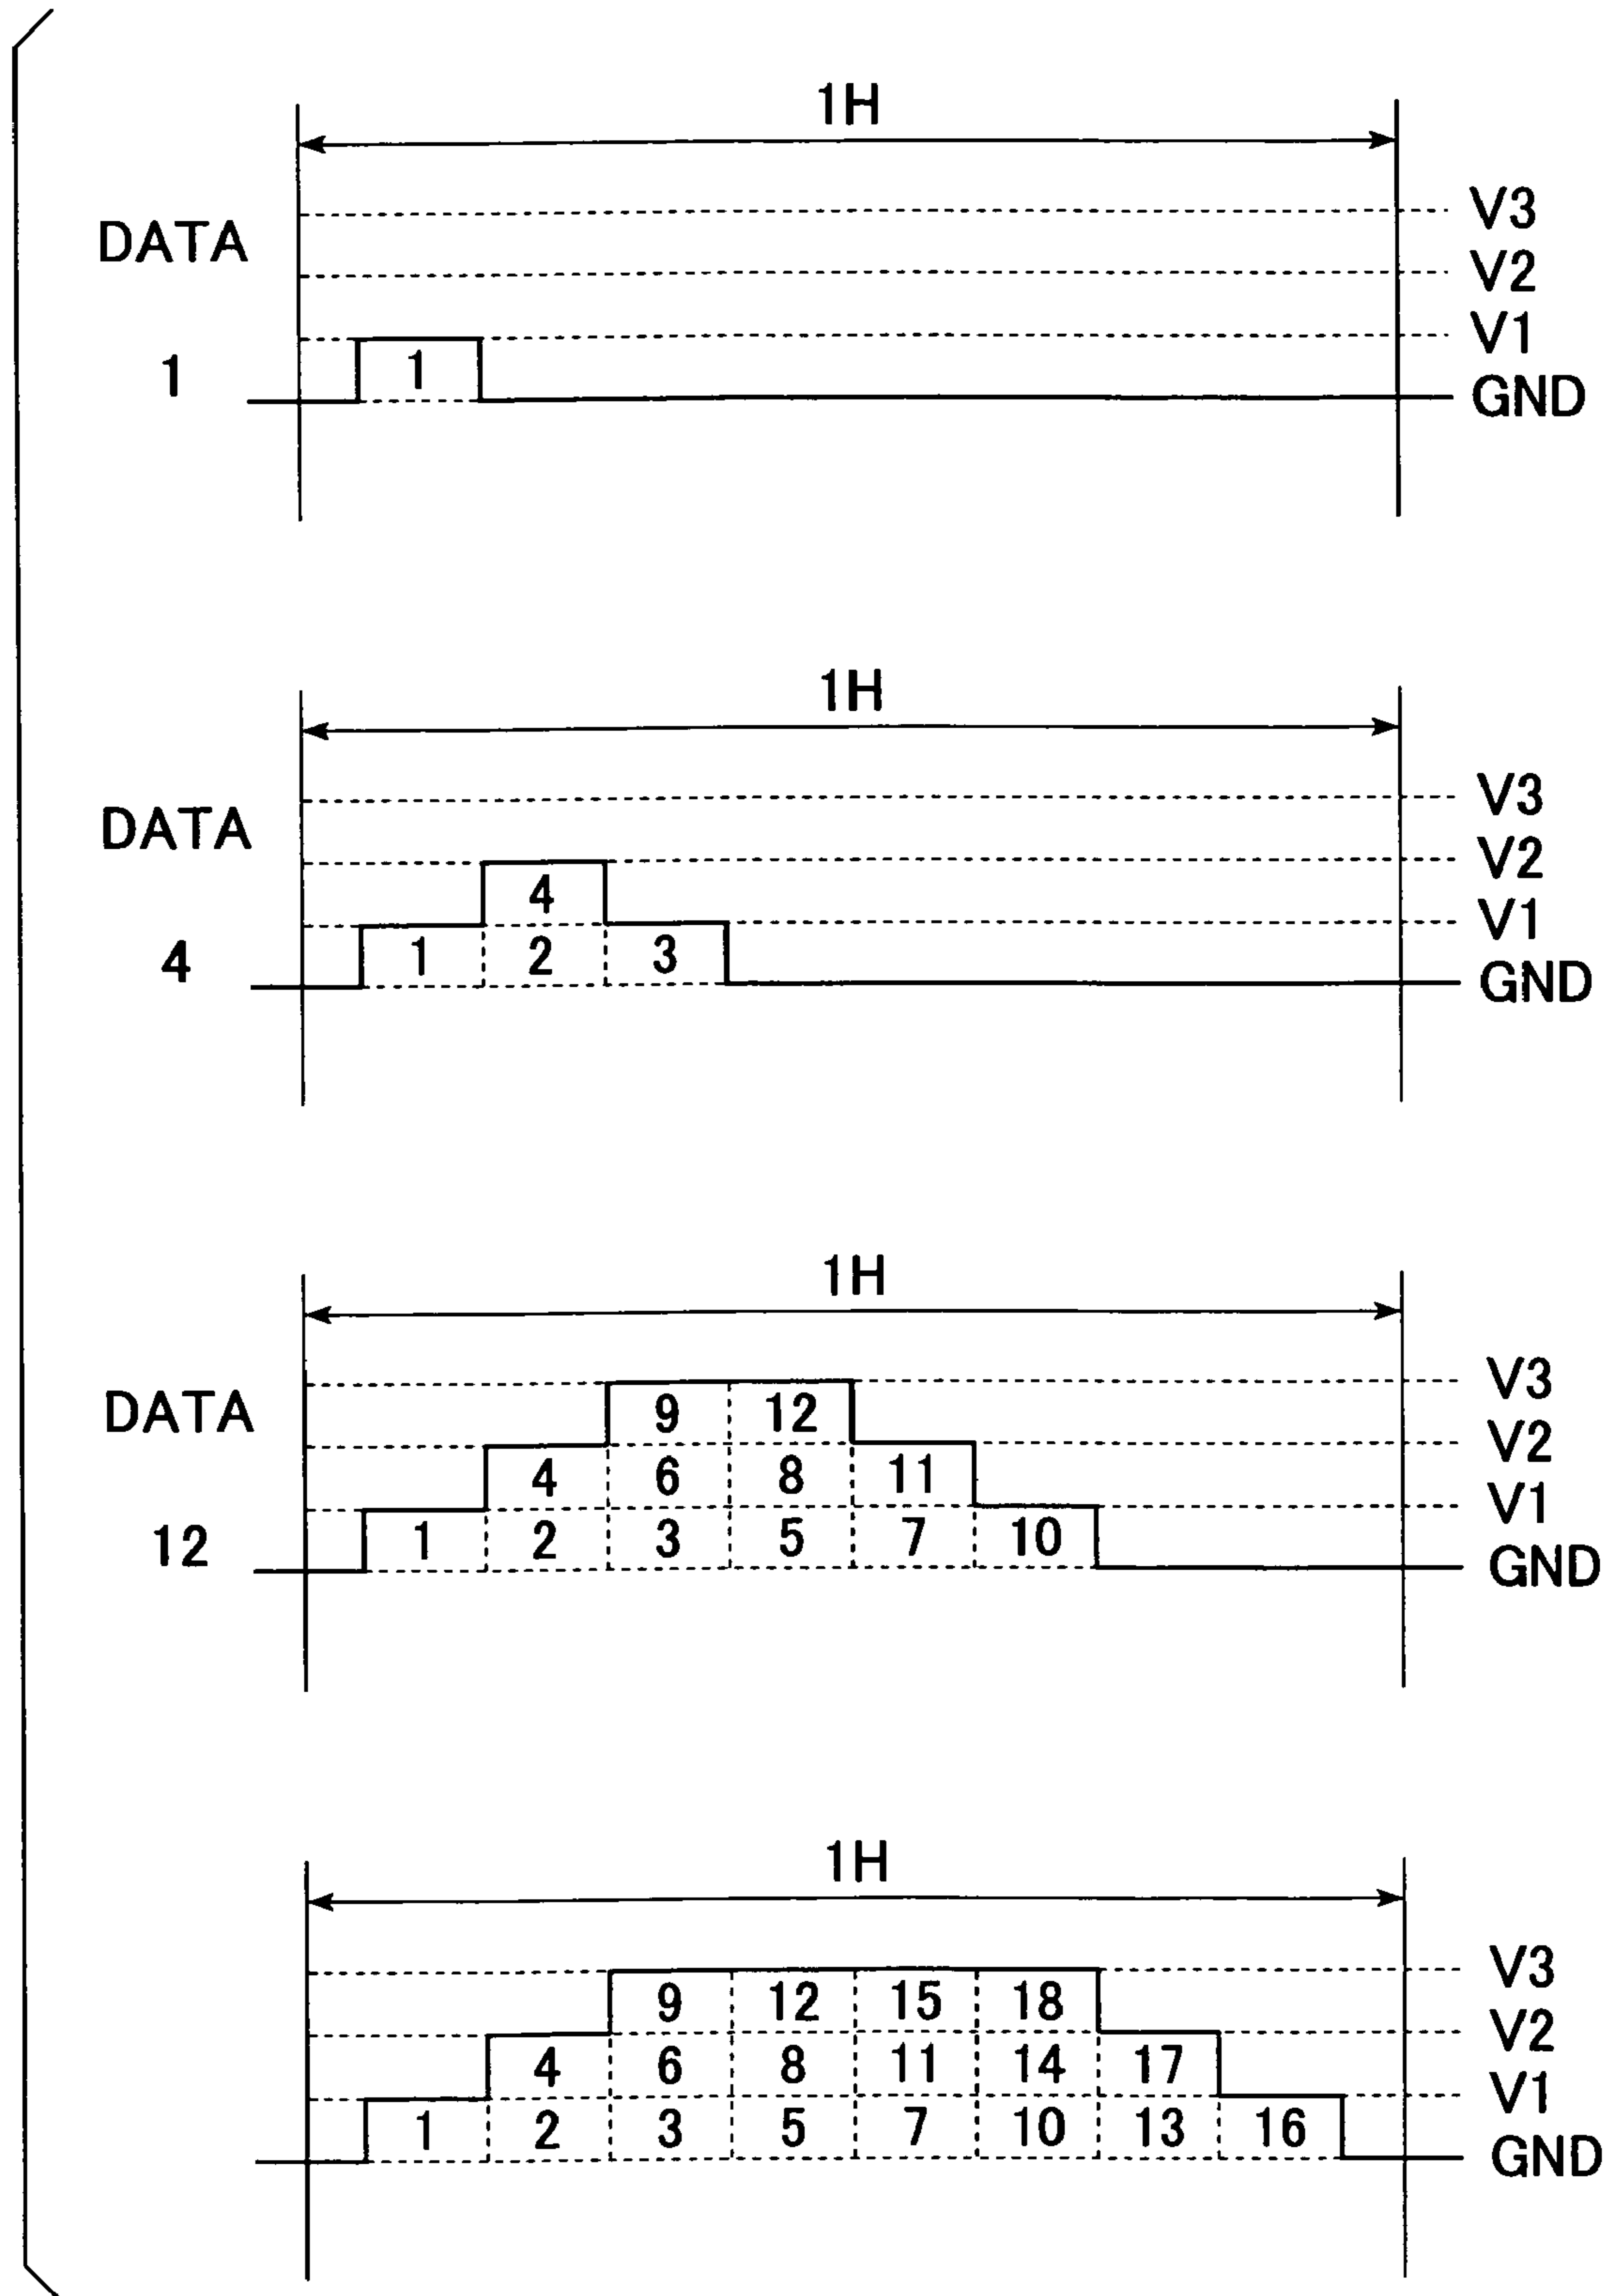 1H
V3
DATA
V2
V1
1
1
GND
1H
V3
DATA
V2
4
V1
4
1 2 3
GND
1H
V3
DATA
9 12
V2
4 6 8 11
V1
12
1 2 3 5 7 10
GND
1H
V3
9 12 15 18
V2
4 6 8 11 14 17
V1
1 2 3 5 7 10 13 16
GND